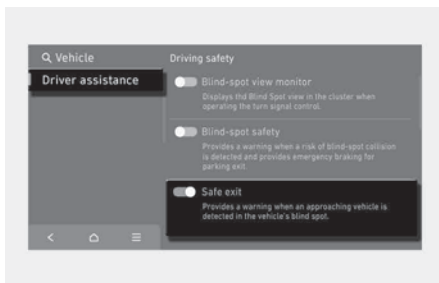 Vehicle
Driving safety
Driver assistance
Blind-spot view monitor
Displays thd Blind Spot view in the cluster when
operating the turn signal control.
Blind-spot safety
Provides a warning when a risk of blind-spot collision
is detected and provides emergency braking for
parking exit.
Safe exit
Provides a warning when an approaching vehicle is
detected in the vehicle's blind spot.